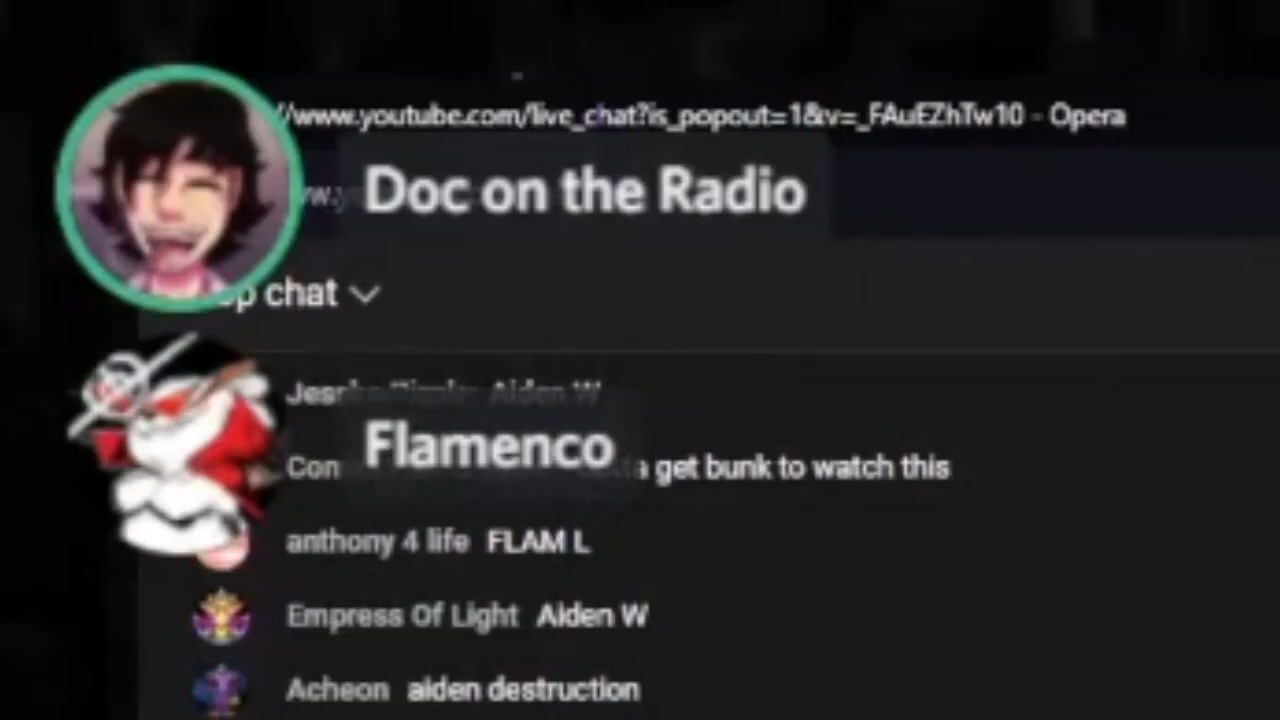 //www.youtube.com/live_chat?is_popout=1&v=_FAuEZhTw10 - Opera
Doc on the Radio
chat
Aiden W
Flamenco
get bunk to watch this
anthony 4 life FLAM L
Empress Of Light Aiden W
Acheon aiden destruction